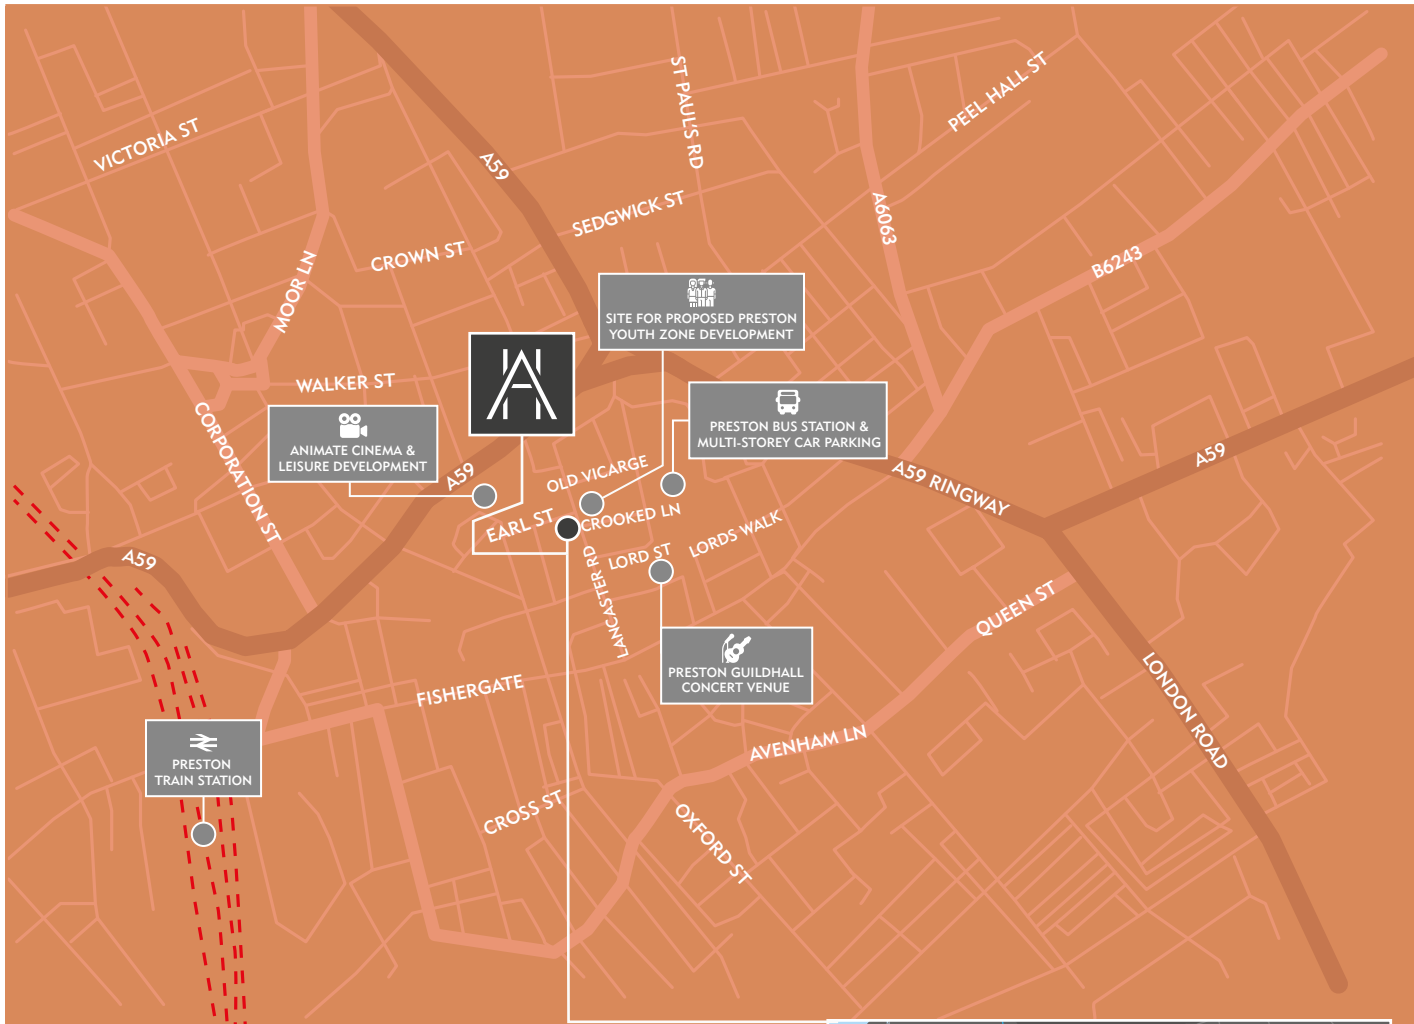 ST PAUL'S RD
PEEL HALL ST
VICTORIA ST
A59
SEDGWICK ST
A6063
CROWN ST
MOOR LN
B6243
SITE FOR PROPOSED PRESTON
YOUTH ZONE DEVELOPMENT
WALKER ST
CORPORATION ST
ANIMATE CINEMA &
LEISURE DEVELOPMENT
PRESTON BUS STATION &
MULTI-STOREY CAR PARKING
A59
OLD VICARGE
A59 RINGWAY
A59
EARL ST
CROOKED LN
LORDS WALK
LORD ST
LANCASTER RD
A59
QUEEN ST
PRESTON GUILDHALL
CONCERT VENUE
FISHERGATE
LONDON ROAD
AVENHAM LN
PRESTON
TRAIN STATION
CROSS ST
OXFORD ST